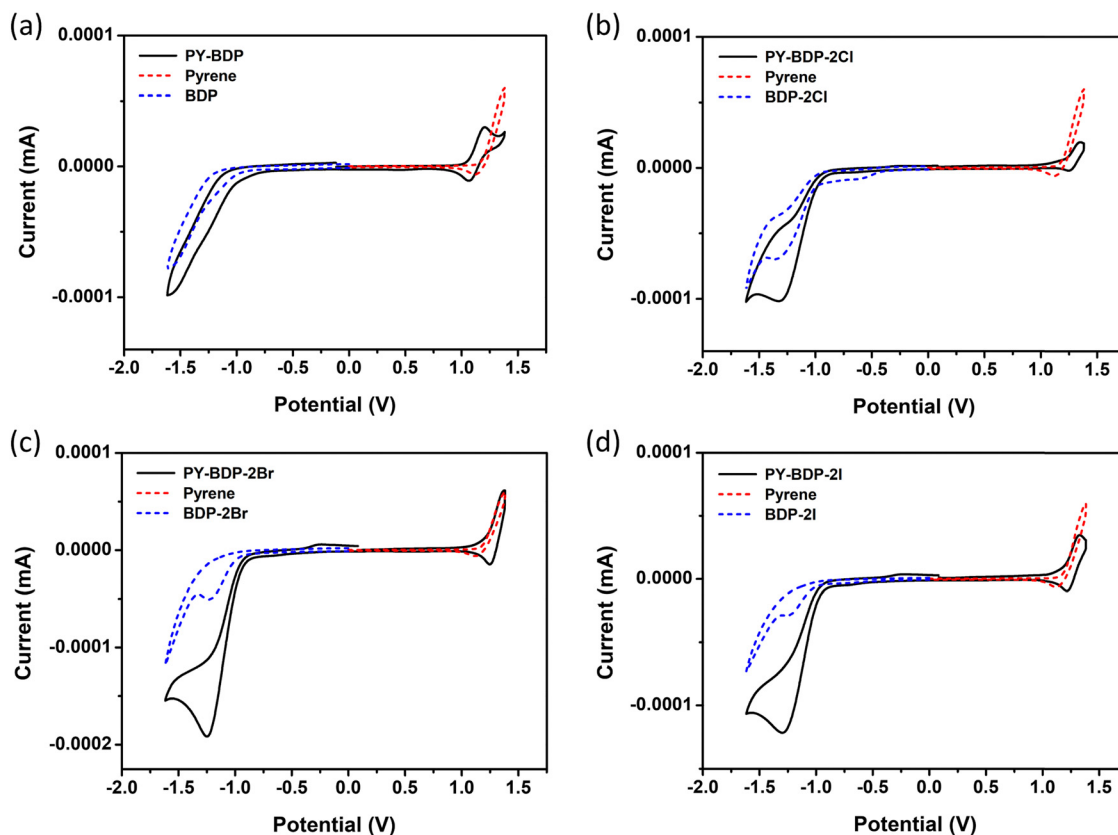 (a)
0.0001
PY-BDP
Pyrene
BDP
0.0000
-0.0001
Current (mA)
-2.0 -1.5 -1.0 -0.5 0.0 0.5 1.0 1.5
Potential (V)
(b)
0.0001
PY-BDP-2Cl
Pyrene
BDP-2Cl
0.0000
-0.0001
Current (mA)
-2.0 -1.5 -1.0 -0.5 0.0 0.5 1.0 1.5
Potential (V)
(c)
0.0001
PY-BDP-2Br
Pyrene
BDP-2Br
0.0000
-0.0001
-0.0002
Current (mA)
-2.0 -1.5 -1.0 -0.5 0.0 0.5 1.0 1.5
Potential (V)
(d)
0.0001
PY-BDP-2I
Pyrene
BDP-2I
0.0000
-0.0001
Current (mA)
-2.0 -1.5 -1.0 -0.5 0.0 0.5 1.0 1.5
Potential (V)